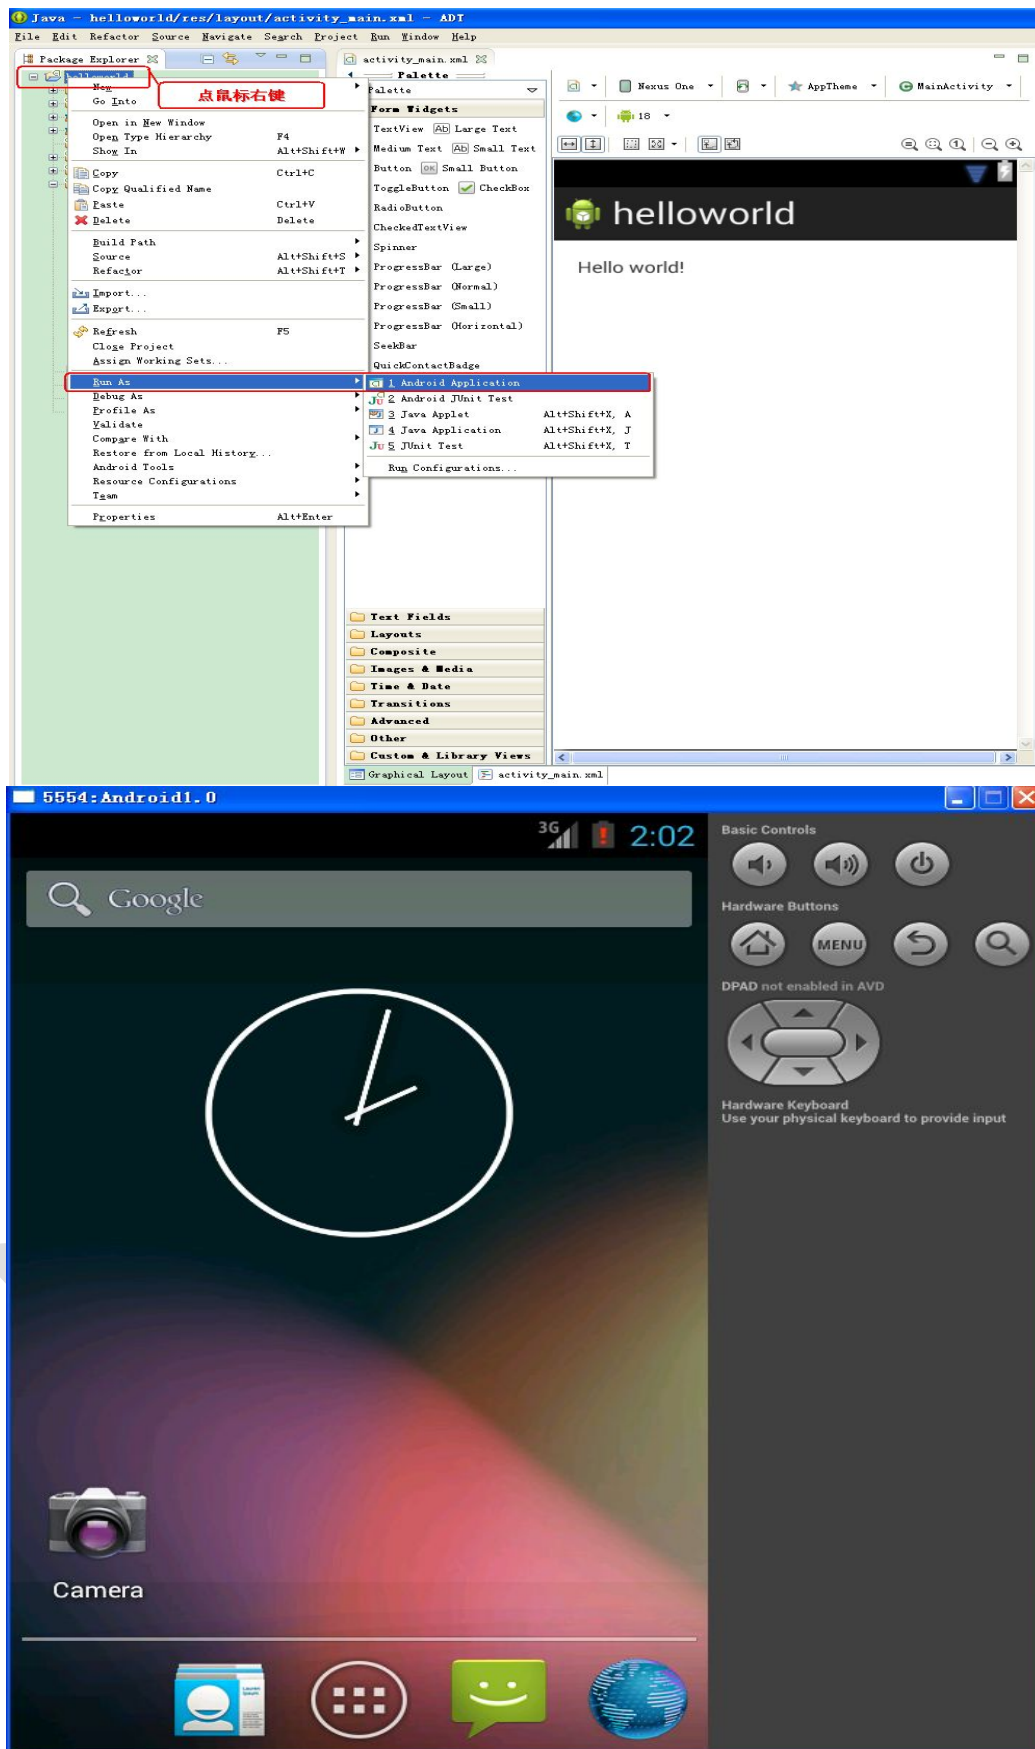 Java - helloworld/res/layout/activity_main.xml - ADT
File Edit Refactor Source Navigate Search Project Run Window Help
Package Explorer
activity_main.xml
helloworld
点鼠标右键
New
Go Into
Open in New Window
Open Type Hierarchy F4
Show In Alt+Shift+W
Copy Ctrl+C
Copy Qualified Name
Paste Ctrl+V
Delete Delete
Build Path
Source Alt+Shift+S
Refactor Alt+Shift+T
Import...
Export...
Refresh F5
Close Project
Assign Working Sets...
Run As
Debug As
Profile As
Validate
Compare With
Restore from Local History...
Android Tools
Resource Configurations
Team
Properties Alt+Enter
1 Android Application
2 Android JUnit Test
3 Java Applet Alt+Shift+X, A
4 Java Application Alt+Shift+X, J
5 JUnit Test Alt+Shift+X, T
Run Configurations...
Palette
Palette
Form Widgets
TextView Ab Large Text
Medium Text Ab Small Text
Button OK Small Button
ToggleButton CheckBox
RadioButton
CheckedTextView
Spinner
ProgressBar (Large)
ProgressBar (Normal)
ProgressBar (Small)
ProgressBar (Horizontal)
SeekBar
QuickContactBadge
Text Fields
Layouts
Composite
Images & Media
Time & Date
Transitions
Advanced
Other
Custom & Library Views
Graphical Layout activity_main.xml
Nexus One AppTheme MainActivity
18
helloworld
Hello world!
5554:Android1.0
3G 2:02
Google
Camera
Basic Controls
Hardware Buttons
MENU
DPAD not enabled in AVD
Hardware Keyboard
Use your physical keyboard to provide input